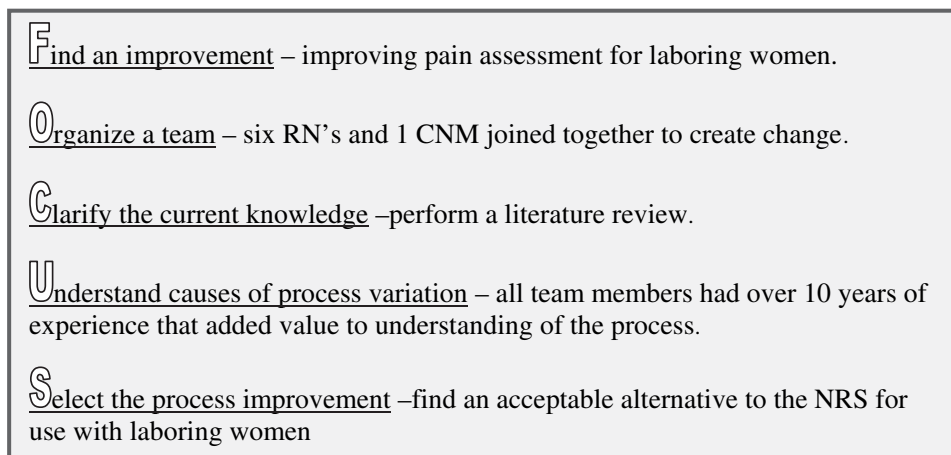 Find an improvement – improving pain assessment for laboring women.
Organize a team – six RN's and 1 CNM joined together to create change.
Clarify the current knowledge –perform a literature review.
Understand causes of process variation – all team members had over 10 years of
experience that added value to understanding of the process.
Select the process improvement –find an acceptable alternative to the NRS for
use with laboring women